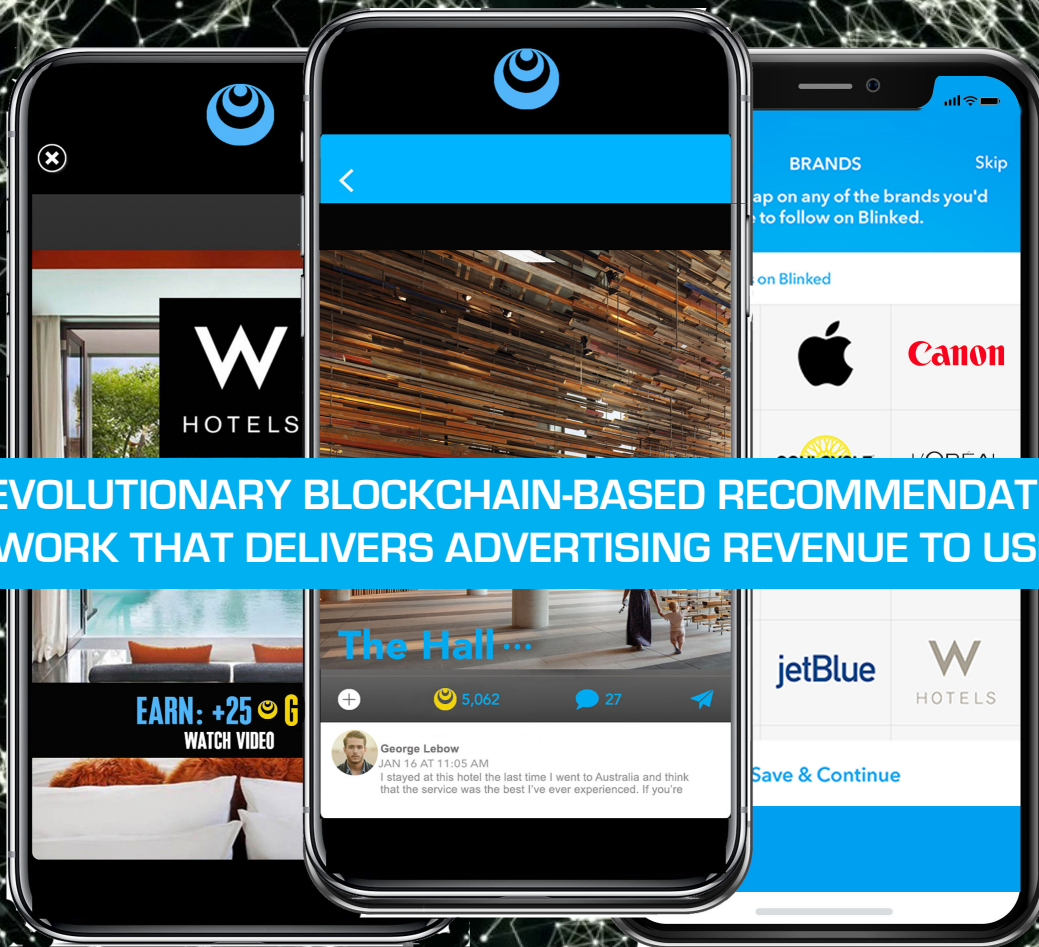 W
HOTELS
EARN: +25 G
WATCH VIDEO
The Hall ...
5,062
27
George Lebow
JAN 16 AT 11:05 AM
I stayed at this hotel the last time I went to Australia and think
that the service was the best I've ever experienced. If you're
BRANDS
Skip
ap on any of the brands you'd
to follow on Blinked.
on Blinked
Canon
jetBlue
W
HOTELS
Save & Continue
EVOLUTIONARY BLOCKCHAIN-BASED RECOMMENDAT
WORK THAT DELIVERS ADVERTISING REVENUE TO US